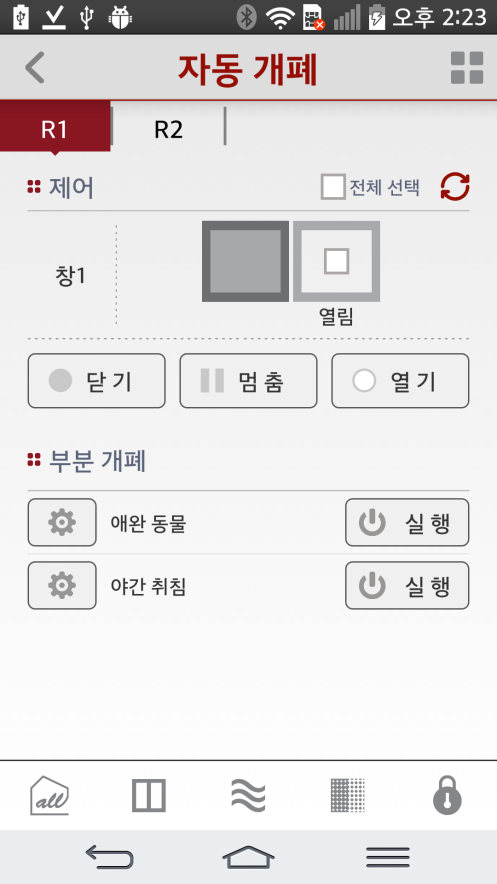 오후 2:23
자동 개폐
R1 R2
제어 전체 선택
창1
열림
닫기 멈춤 열기
부분 개폐
애완 동물 실행
야간 취침 실행
all